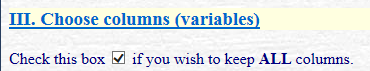 III. Choose columns (variables)
Check this box ☑ if you wish to keep ALL columns.